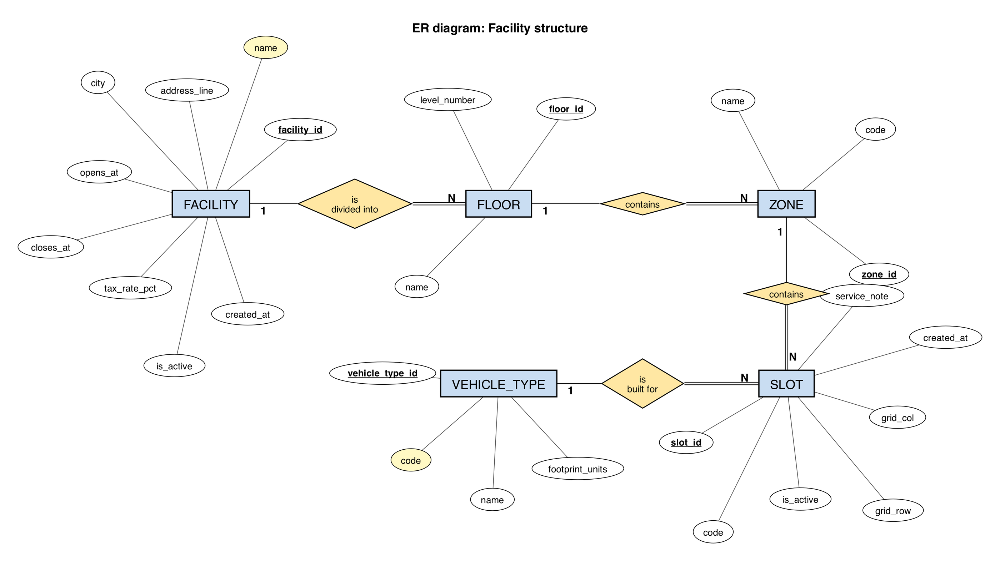 ER diagram: Facility structure
name
city
address_line
level_number
floor_id
name
code
facility_id
opens_at
FACILITY
1
is
divided into
N
FLOOR
1
contains
N
ZONE
1
closes_at
tax_rate_pct
created_at
is_active
name
zone_id
contains
service_note
created_at
N
vehicle_type_id
VEHICLE_TYPE
1
is
built for
N
SLOT
grid_col
slot_id
code
footprint_units
name
is_active
grid_row
code